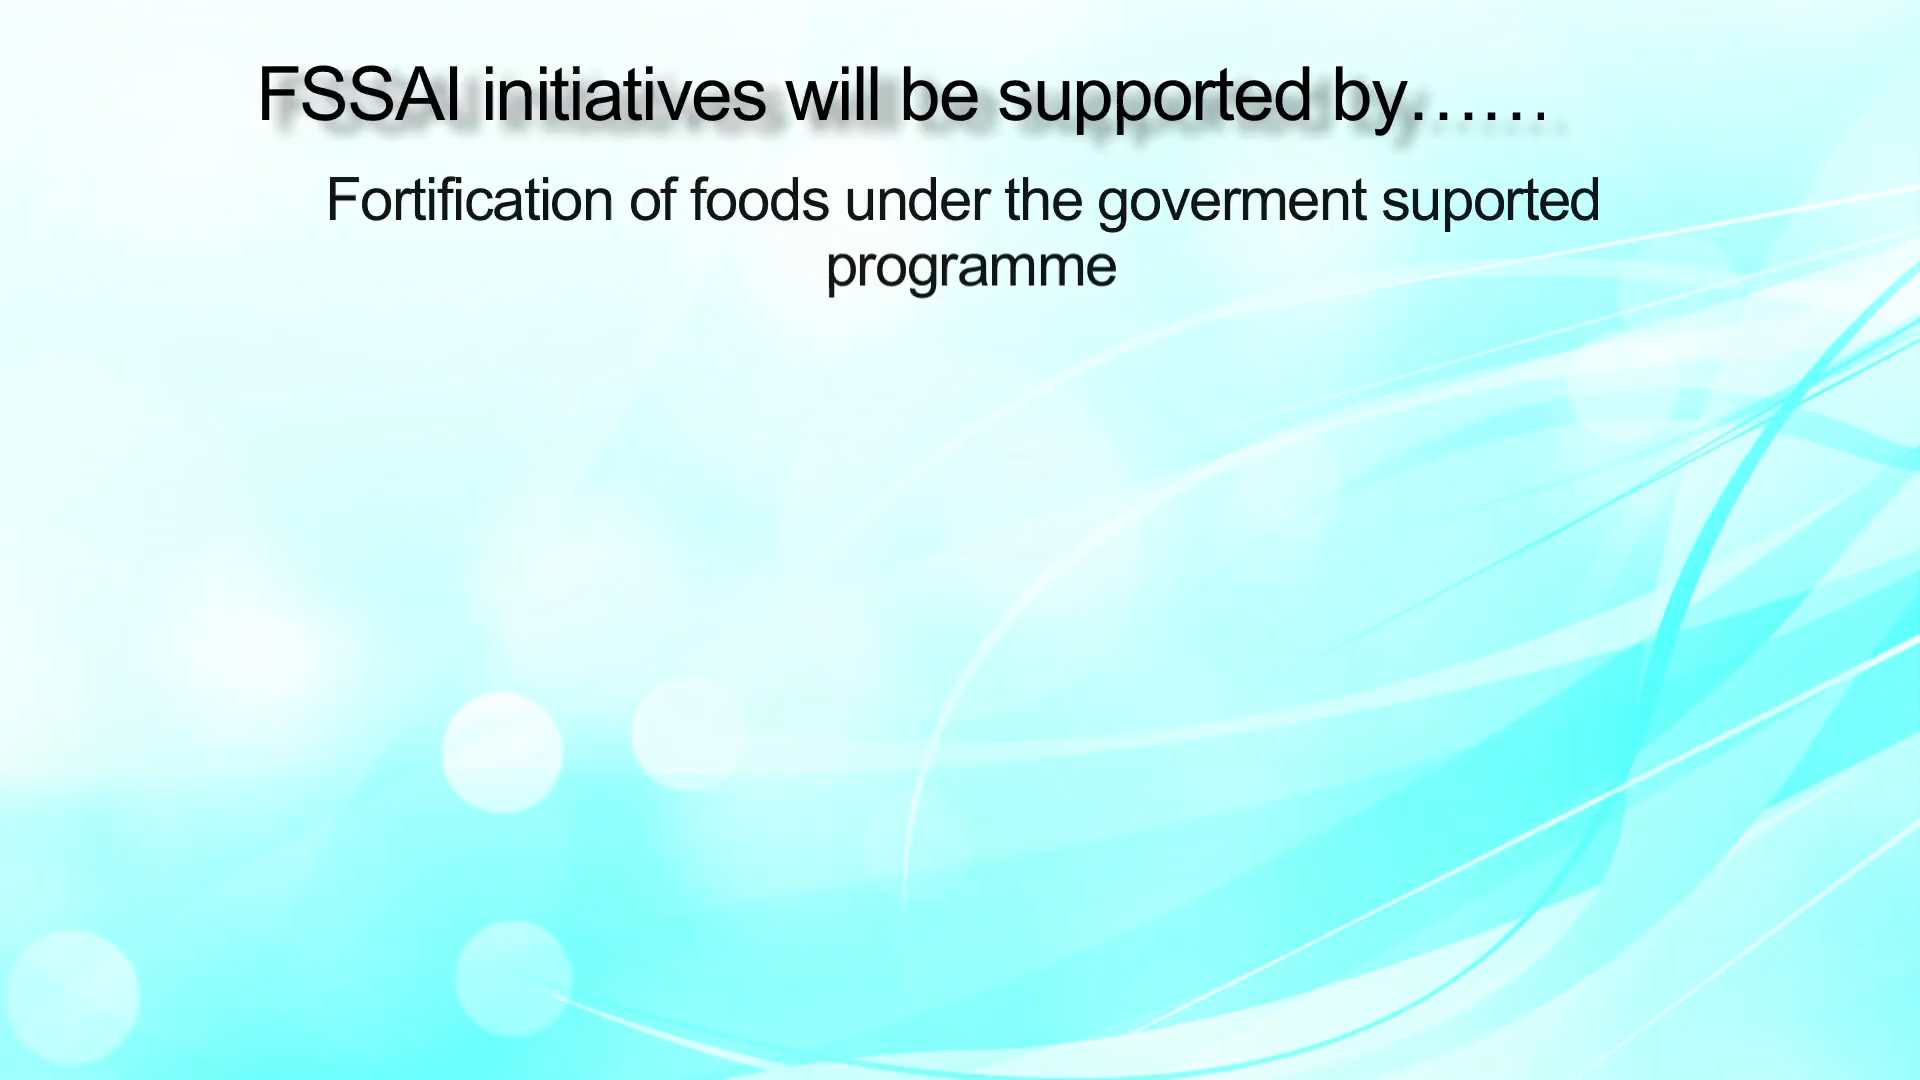 FSSAI initiatives will be supported by……
Fortification of foods under the goverment suported
programme